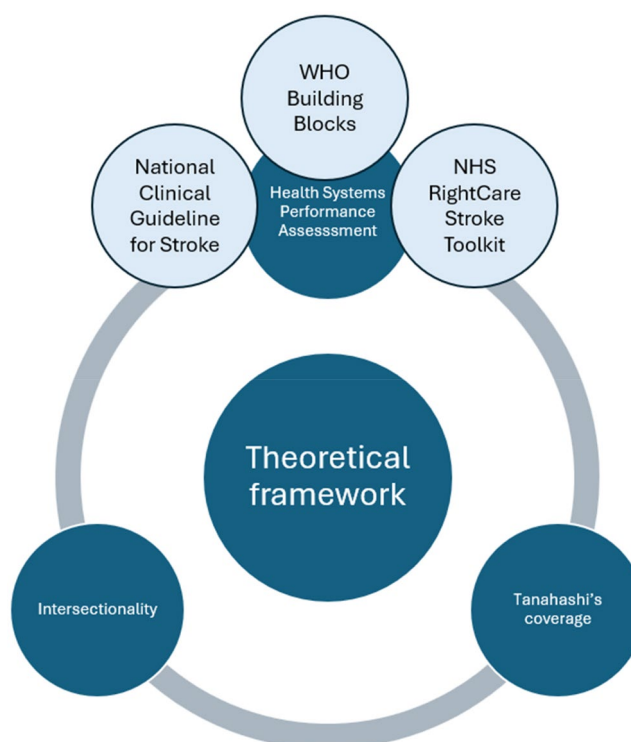 WHO
Building
Blocks
National
Clinical
Guideline
for Stroke
Health Systems
Performance
Assesssment
NHS
RightCare
Stroke
Toolkit
Theoretical
framework
Intersectionality
Tanahashi's
coverage